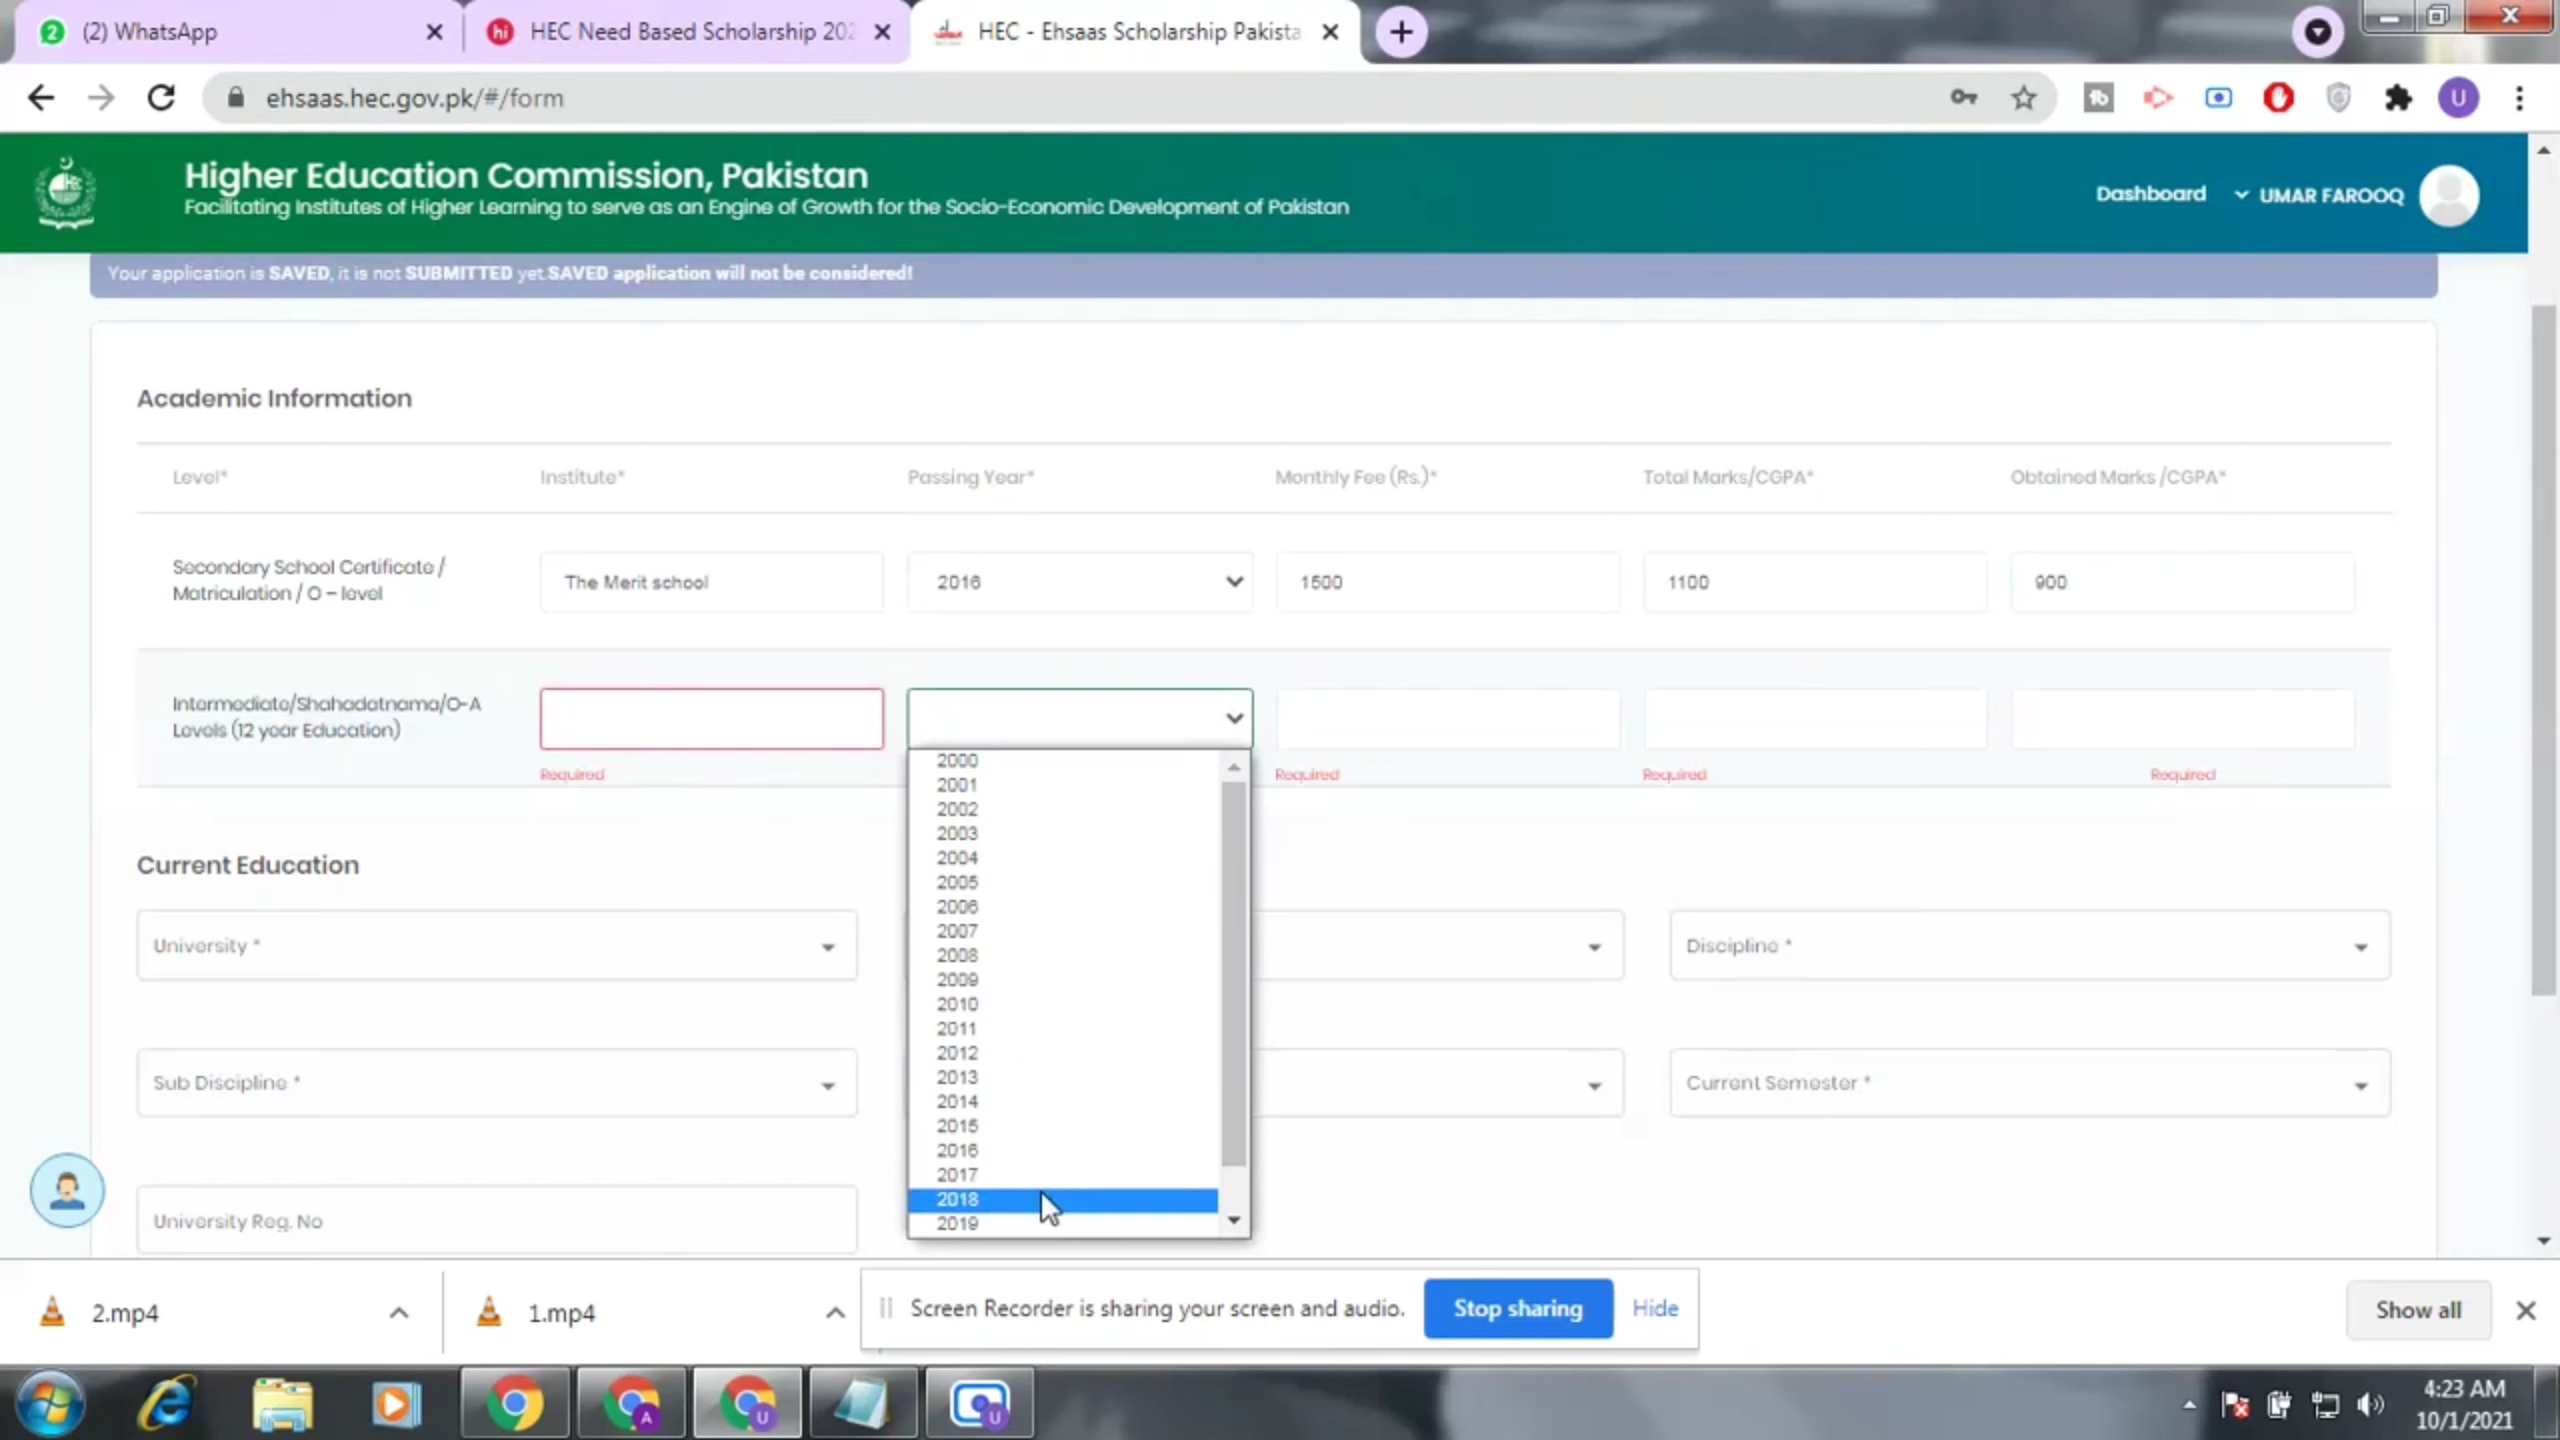 2 (2) WhatsApp
hi HEC Need Based Scholarship 202
HEC - Ehsaas Scholarship Pakista
ehsaas.hec.gov.pk/#/form
U
Higher Education Commission, Pakistan
Facilitating Institutes of Higher Learning to serve as an Engine of Growth for the Socio-Economic Development of Pakistan
Dashboard
UMAR FAROOQ
Your application is SAVED, it is not SUBMITTED yet SAVED application will not be considered!
Academic Information
Level* Institute* Passing Year* Monthly Fee (Rs.)* Total Marks/CGPA* Obtained Marks /CGPA*
Secondary School Certificate /
Matriculation / O – level
The Merit school 2016 1500 1100 900
Intermediate/Shahadatnama/O-A
Levels (12 year Education)
Required Required Required Required
2000
2001
2002
2003
2004
2005
2006
2007
2008
2009
2010
2011
2012
2013
2014
2015
2016
2017
2018
2019
Current Education
University * Discipline *
Sub Discipline * Current Semester *
University Reg. No
2.mp4
1.mp4
Screen Recorder is sharing your screen and audio.
Stop sharing
Hide
Show all
A
U
U
4:23 AM
10/1/2021